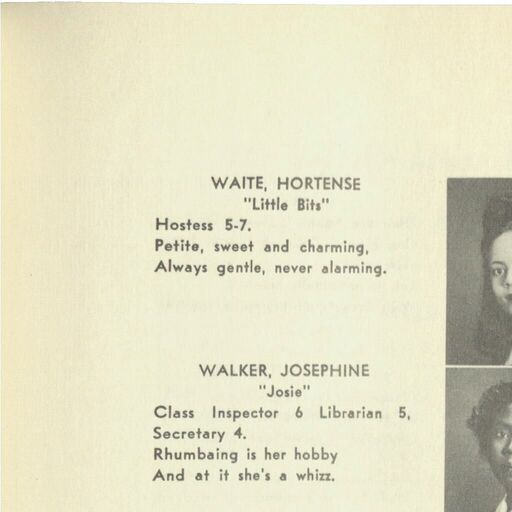 WAITE, HORTENSE
"Little Bits"
Hostess 5-7.
Petite, sweet and charming,
Always gentle, never alarming.
WALKER, JOSEPHINE
"Josie"
Class Inspector 6 Librarian 5,
Secretary 4.
Rhumbaing is her hobby
And at it she's a whizz.